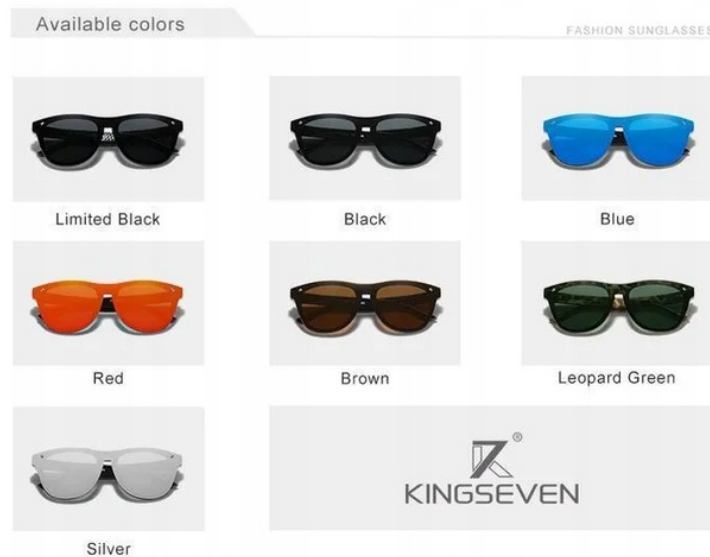 Available colors
FASHION SUNGLASSES
Limited Black
Black
Blue
Red
Brown
Leopard Green
Silver
KINGSEVEN
®